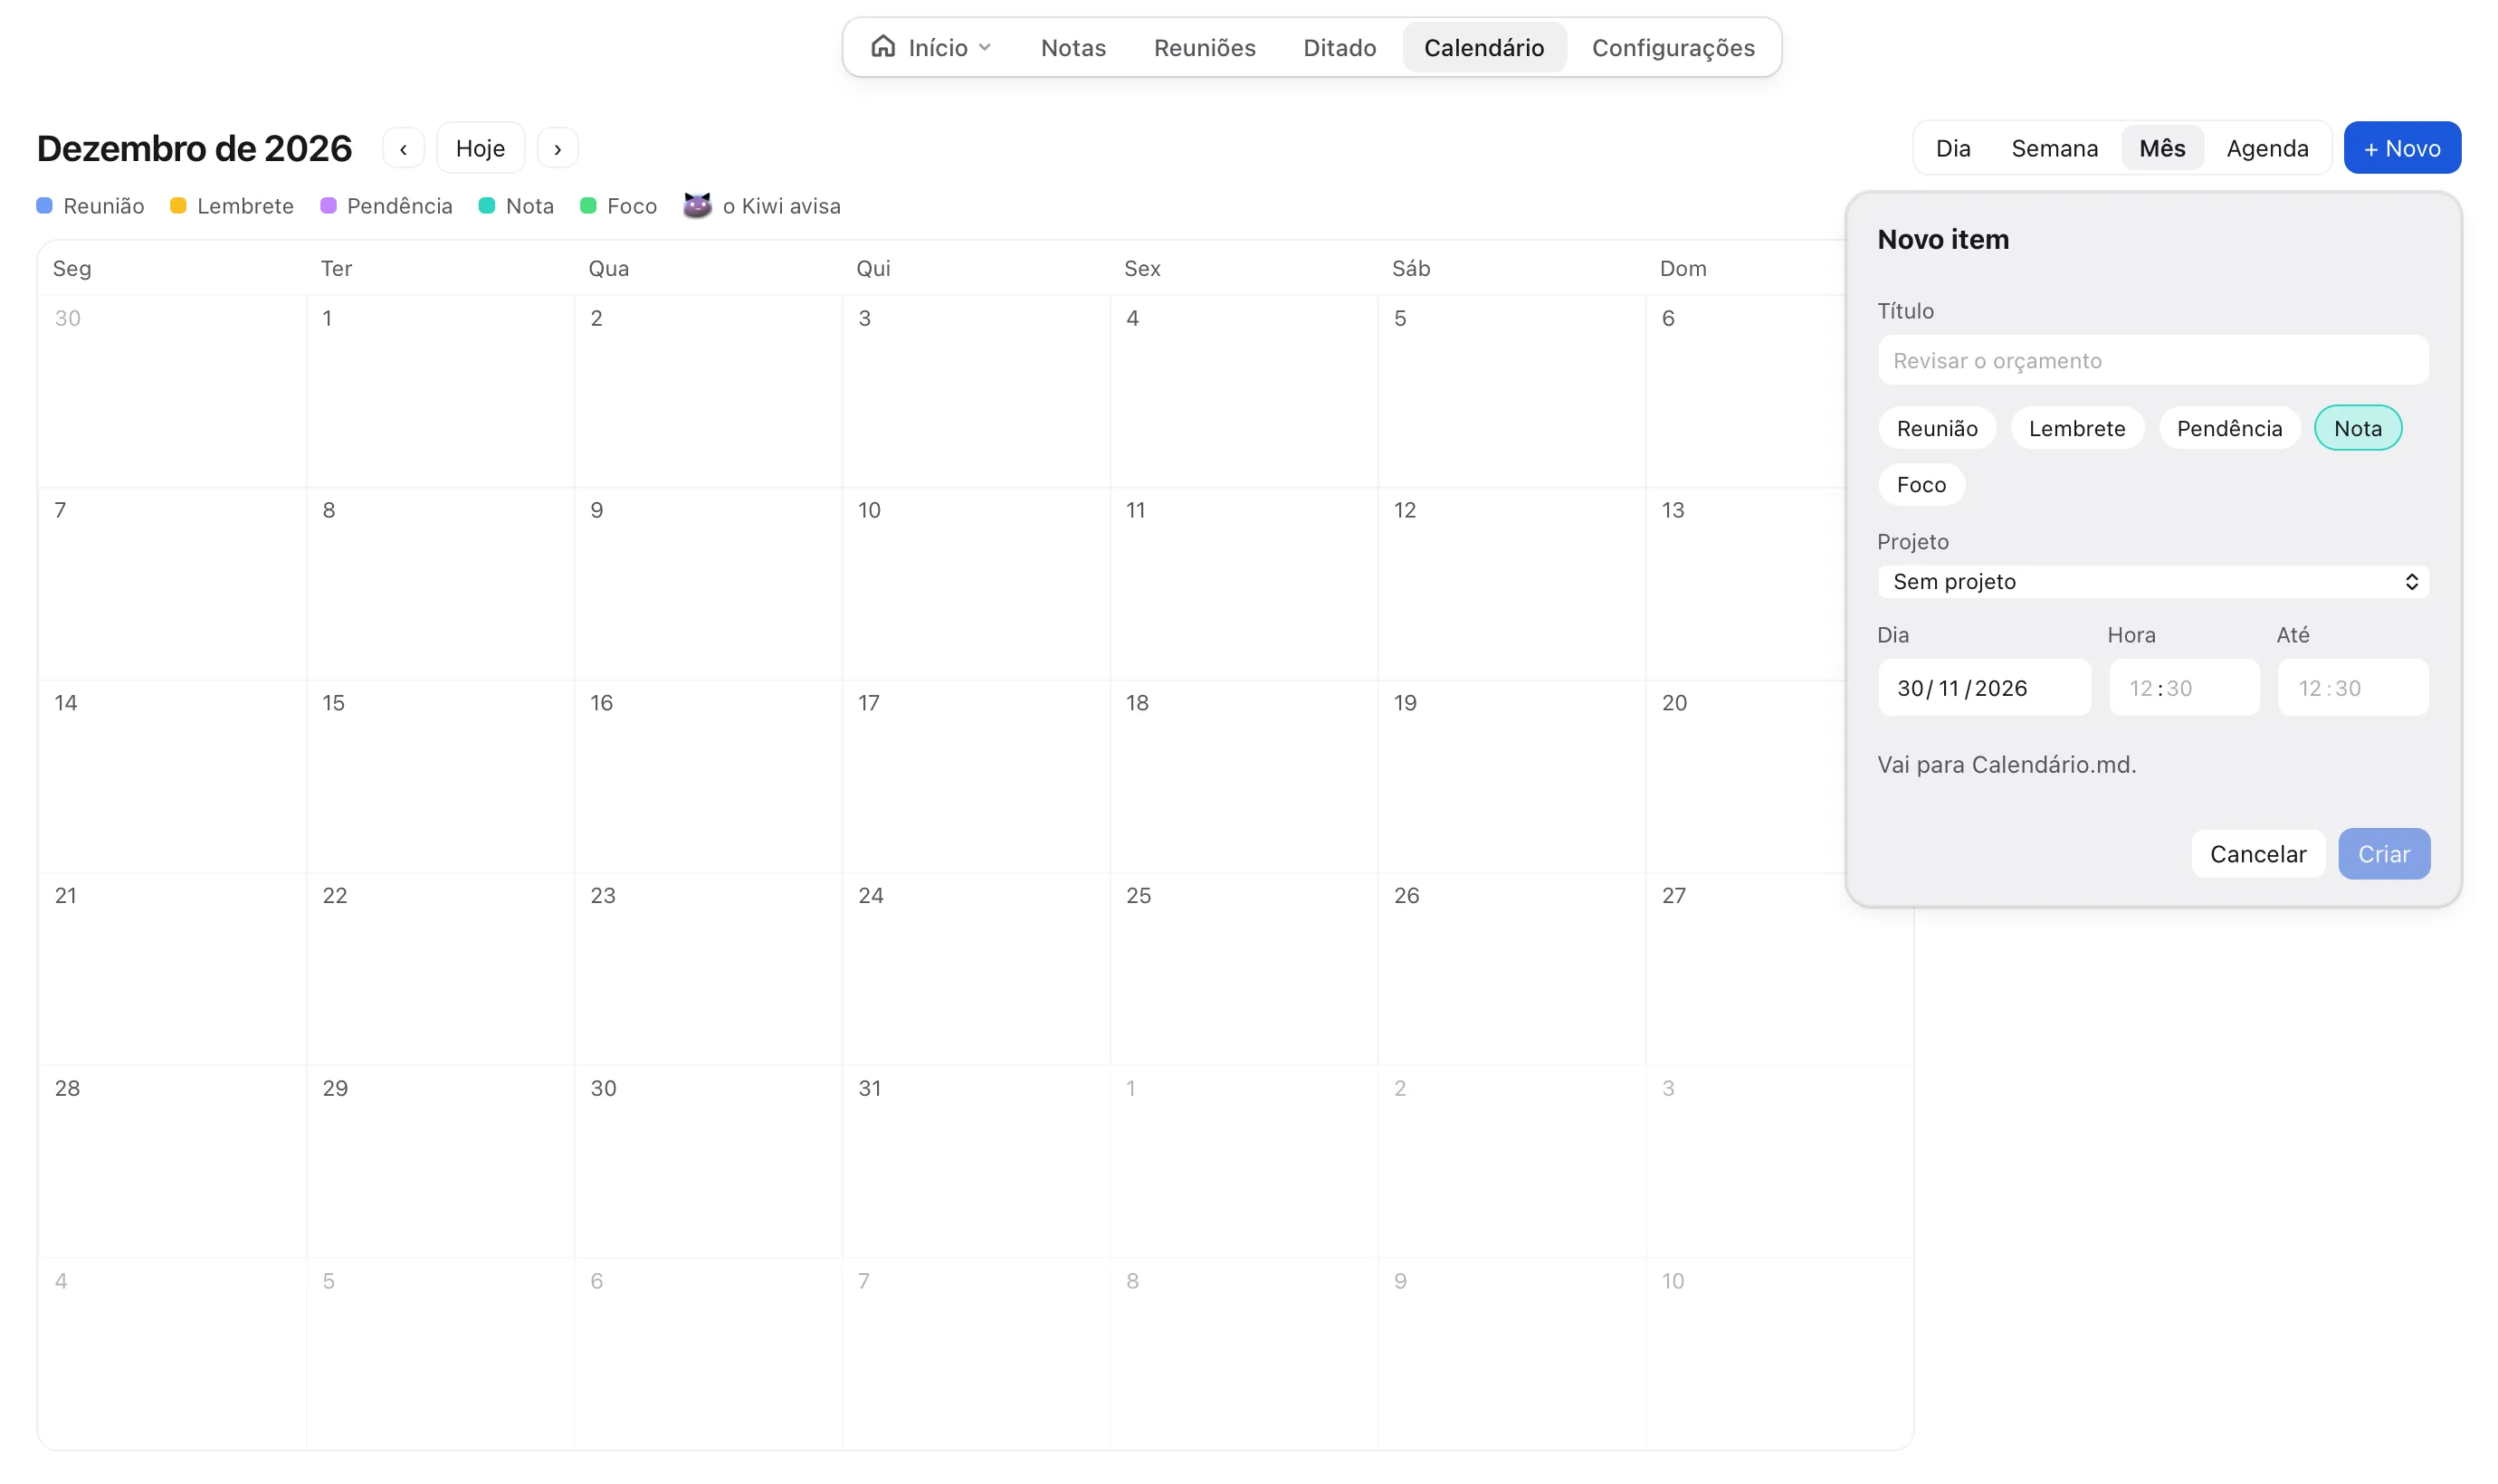 Início Notas Reuniões Ditado Calendário Configurações
Dezembro de 2026 ‹ Hoje › Dia Semana Mês Agenda + Novo
Reunião Lembrete Pendência Nota Foco o Kiwi avisa
Seg Ter Qua Qui Sex Sáb Dom
30 1 2 3 4 5 6
7 8 9 10 11 12 13
14 15 16 17 18 19 20
21 22 23 24 25 26 27
28 29 30 31 1 2 3
4 5 6 7 8 9 10
Novo item
Título
Revisar o orçamento
Reunião Lembrete Pendência Nota
Foco
Projeto
Sem projeto
Dia Hora Até
30/11/2026 12:30 12:30
Vai para Calendário.md.
Cancelar Criar